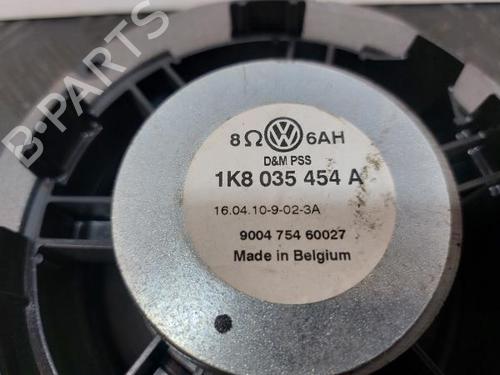 B-PARTS
8Ω VW 6AH
D&M PSS
1K8 035 454 A
16.04.10-9-02-3A
9004 754 60027
Made in Belgium